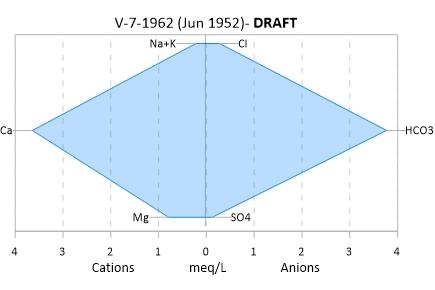 V-7-1962 (Jun 1952)- DRAFT
Na+K Cl
Ca HCO3
Mg SO4
4 3 2 1 0 1 2 3 4
Cations meq/L Anions